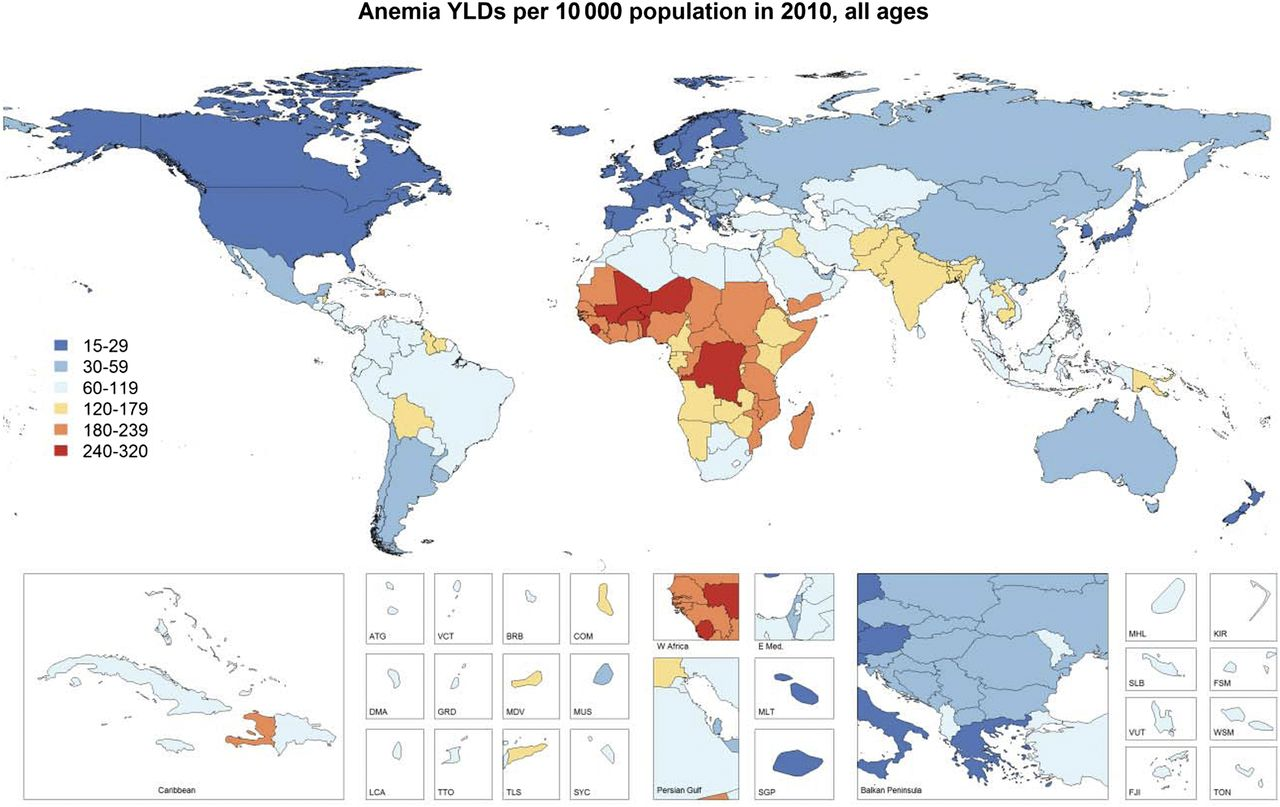 Anemia YLDs per 10 000 population in 2010, all ages
15-29
30-59
60-119
120-179
180-239
240-320
Caribbean
ATG
VCT
BRB
COM
DMA
GRD
MDV
MUS
LCA
TTO
TLS
SYC
W Africa
E Med.
Persian Gulf
MLT
SGP
Balkan Peninsula
MHL
KIR
SLB
FSM
VUT
WSM
FJI
TON